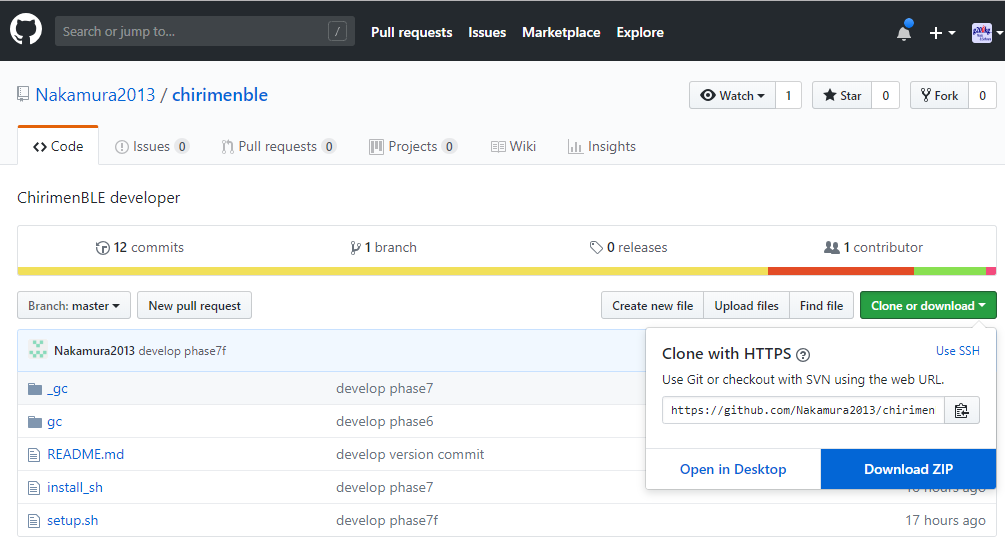 Search or jump to... / Pull requests Issues Marketplace Explore
Nakamura2013 / chirimenble Watch 1 Star 0 Fork 0
Code Issues 0 Pull requests 0 Projects 0 Wiki Insights
ChirimenBLE developer
12 commits 1 branch 0 releases 1 contributor
Branch: master New pull request Create new file Upload files Find file Clone or download
Nakamura2013 develop phase7f
Clone with HTTPS ? Use SSH
Use Git or checkout with SVN using the web URL.
https://github.com/Nakamura2013/chirimen
Open in Desktop Download ZIP
_gc develop phase7
gc develop phase6
README.md develop version commit
install_sh develop phase7 hours ago
setup.sh develop phase7f 17 hours ago